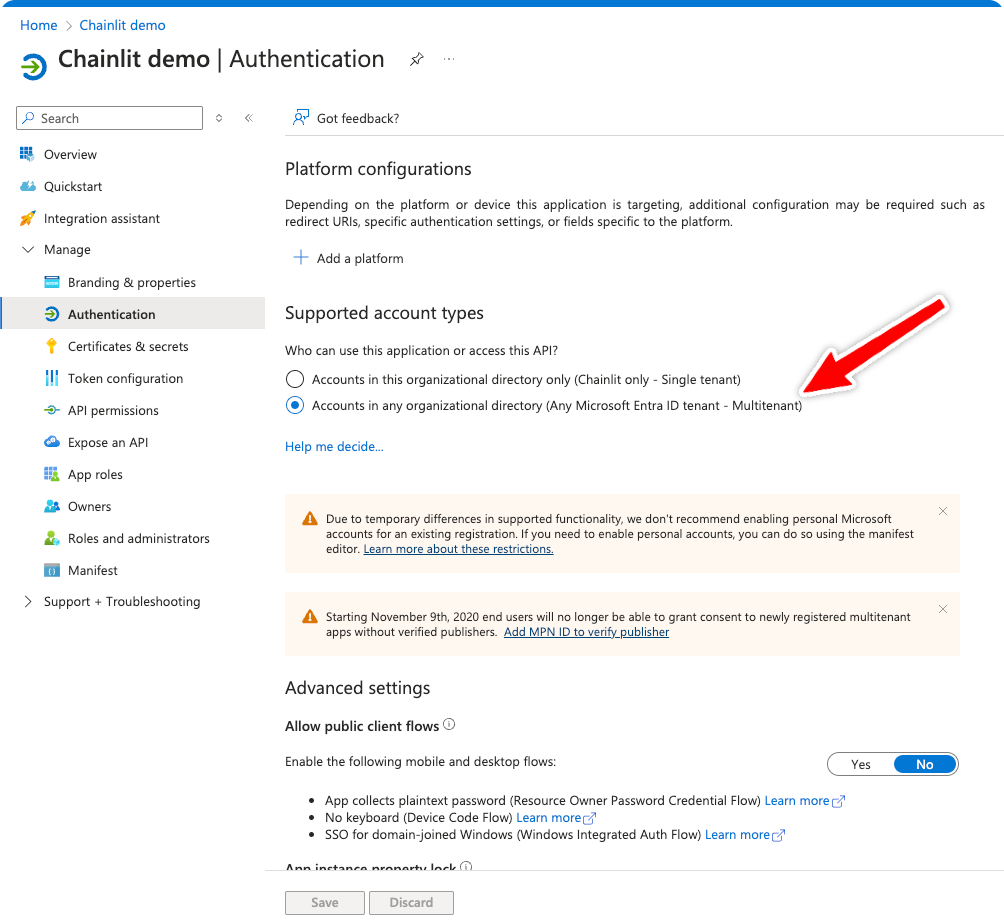 Home > Chainlit demo
Chainlit demo | Authentication
Search
Overview
Quickstart
Integration assistant
Manage
Branding & properties
Authentication
Certificates & secrets
Token configuration
API permissions
Expose an API
App roles
Owners
Roles and administrators
Manifest
Support + Troubleshooting
Got feedback?
Platform configurations
Depending on the platform or device this application is targeting, additional configuration may be required such as
redirect URIs, specific authentication settings, or fields specific to the platform.
Add a platform
Supported account types
Who can use this application or access this API?
Accounts in this organizational directory only (Chainlit only - Single tenant)
Accounts in any organizational directory (Any Microsoft Entra ID tenant - Multitenant)
Help me decide...
Due to temporary differences in supported functionality, we don't recommend enabling personal Microsoft
accounts for an existing registration. If you need to enable personal accounts, you can do so using the manifest
editor. Learn more about these restrictions.
Starting November 9th, 2020 end users will no longer be able to grant consent to newly registered multitenant
apps without verified publishers. Add MPN ID to verify publisher
Advanced settings
Allow public client flows
Enable the following mobile and desktop flows:
Yes No
• App collects plaintext password (Resource Owner Password Credential Flow) Learn more
• No keyboard (Device Code Flow) Learn more
• SSO for domain-joined Windows (Windows Integrated Auth Flow) Learn more
App instance property lock
Save Discard